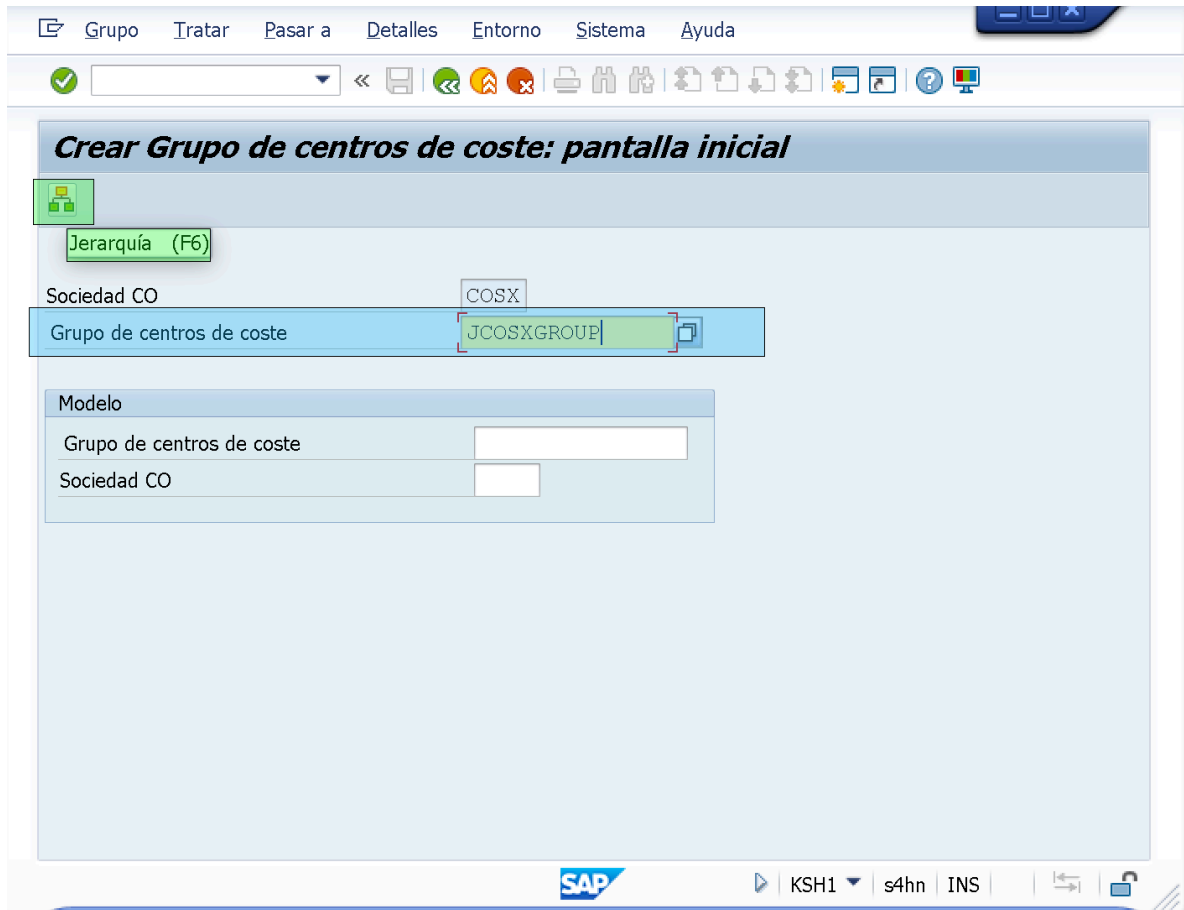 Grupo Tratar Pasar a Detalles Entorno Sistema Ayuda
Crear Grupo de centros de coste: pantalla inicial
Jerarquía (F6)
Sociedad CO COSX
Grupo de centros de coste JCOSXGROUP
Modelo
Grupo de centros de coste
Sociedad CO
SAP KSH1 s4hn INS